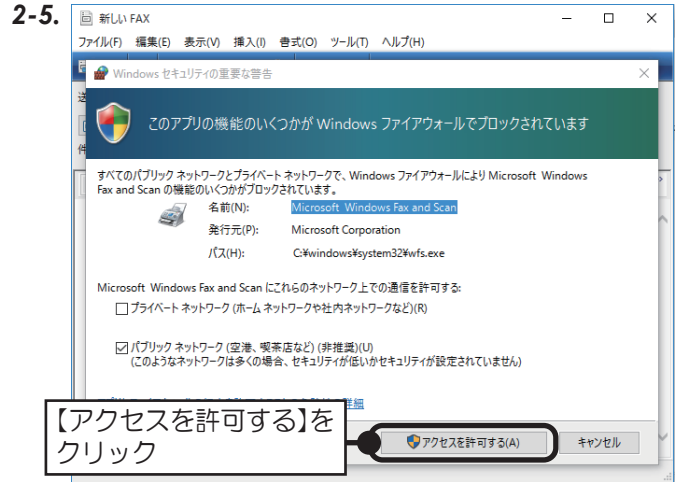 2-5.
新しい FAX
ファイル(F) 編集(E) 表示(V) 挿入(I) 書式(O) ツール(T) ヘルプ(H)
Windows セキュリティの重要な警告
このアプリの機能のいくつかが Windows ファイアウォールでブロックされています
すべてのパブリック ネットワークとプライベート ネットワークで、Windows ファイアウォールにより Microsoft Windows
Fax and Scan の機能のいくつかがブロックされています。
名前(N): Microsoft Windows Fax and Scan
発行元(P): Microsoft Corporation
パス(H): C:¥windows¥system32¥wfs.exe
Microsoft Windows Fax and Scan にこれらのネットワーク上での通信を許可する:
プライベート ネットワーク (ホーム ネットワークや社内ネットワークなど)(R)
パブリック ネットワーク (空港、喫茶店など) (非推奨)(U)
(このようなネットワークは多くの場合、セキュリティが低いかセキュリティが設定されていません)
詳細
【アクセスを許可する】を
クリック
アクセスを許可する(A)
キャンセル